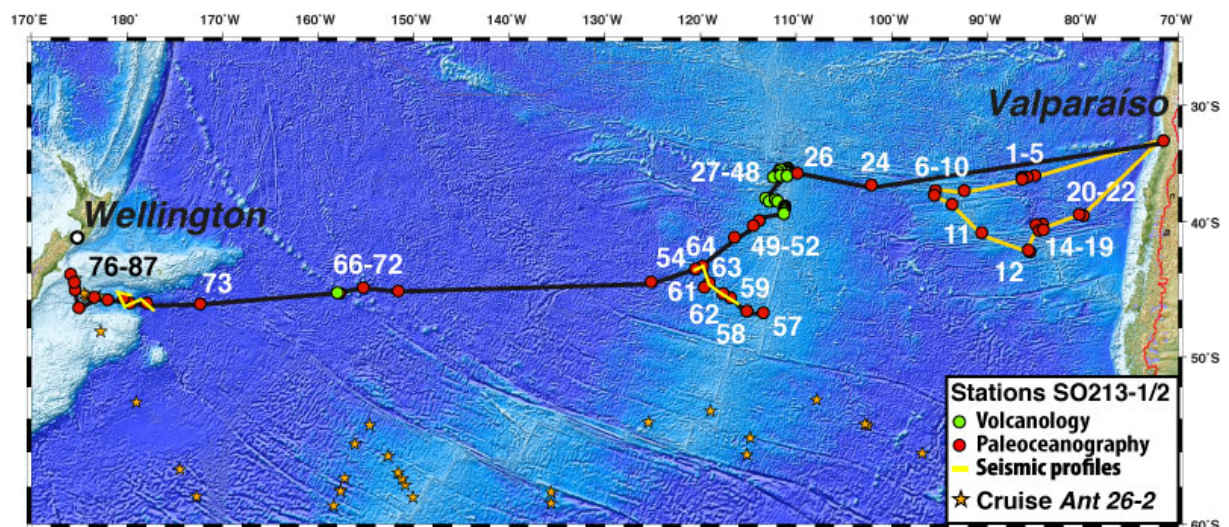 170°E 180° 170°W 160°W 150°W 140°W 130°W 120°W 110°W 100°W 90°W 80°W 70°W
30°S
Valparaíso
27-48 26 24 6-10 1-5
20-22
Wellington
40°S
11 14-19
49-52
12
54 64
63
76-87 73 66-72
61 59
62
58 57
50°S
Stations SO213-1/2
Volcanology
Paleoceanography
Seismic profiles
Cruise Ant 26-2
60°S